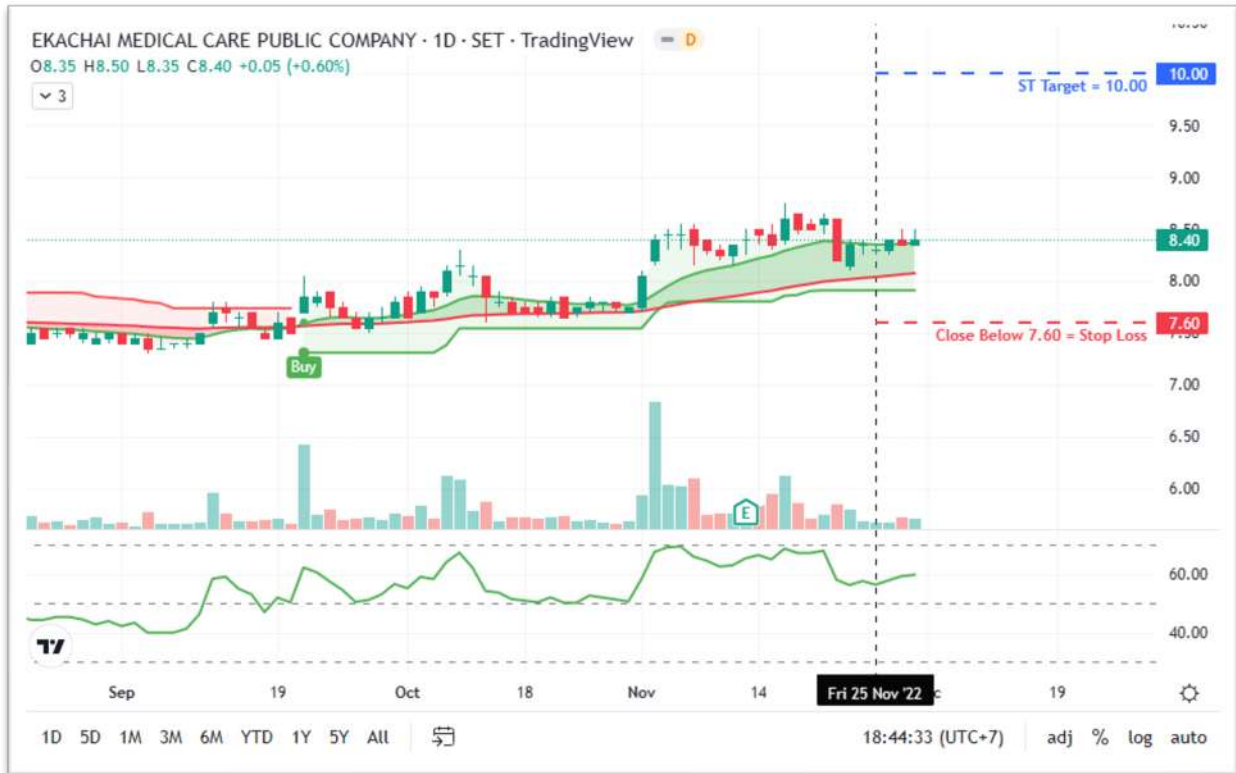 EKACHAI MEDICAL CARE PUBLIC COMPANY · 1D · SET · TradingView D
O8.35 H8.50 L8.35 C8.40 +0.05 (+0.60%)
3
10.00
ST Target = 10.00
9.50
9.00
8.50
8.40
8.00
7.60
Close Below 7.60 = Stop Loss
7.50
Buy
7.00
6.50
6.00
E
60.00
40.00
Sep 19 Oct 18 Nov 14 Fri 25 Nov '22 19
1D 5D 1M 3M 6M YTD 1Y 5Y All 18:44:33 (UTC+7) adj % log auto